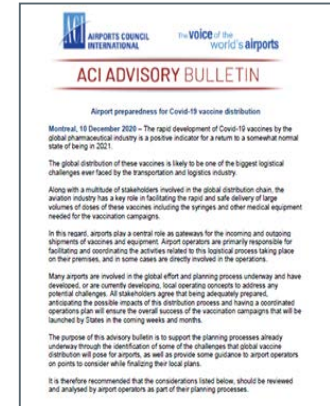 ACI AIRPORTS COUNCIL
INTERNATIONAL
the voice of the
world's airports
ACI ADVISORY BULLETIN
Airport preparedness for Covid-19 vaccine distribution
Montreal, 10 December 2020 – The rapid development of Covid-19 vaccines by the
global pharmaceutical industry is a positive indicator for a return to a somewhat normal
state of being in 2021.
The global distribution of these vaccines is likely to be one of the biggest logistical
challenges ever faced by the transportation and logistics industry.
Along with a multitude of stakeholders involved in the global distribution chain, the
aviation industry has a key role in facilitating the rapid and safe delivery of large
volumes of doses of these vaccines including the syringes and other medical equipment
needed for the vaccination campaigns.
In this regard, airports play a central role as gateways for the incoming and outgoing
shipments of vaccines and equipment. Airport operators are primarily responsible for
facilitating and coordinating the activities related to this logistical process taking place
on their premises, and in some cases are directly involved in the operations.
Many airports are involved in the global effort and planning process underway and have
developed, or are currently developing, local operating concepts to address any
potential challenges. All stakeholders agree that being adequately prepared,
anticipating the possible impacts of this distribution process and having a coordinated
operations plan will ensure the overall success of the vaccination campaigns that will be
launched by States in the coming weeks and months.
The purpose of this advisory bulletin is to support the planning processes already
underway through the identification of some of the challenges that global vaccine
distribution will pose for airports, as well as provide some guidance to airport operators
on points to consider while finalizing their local plans.
It is therefore recommended that the considerations listed below, should be reviewed
and analysed by airport operators as part of their planning processes.